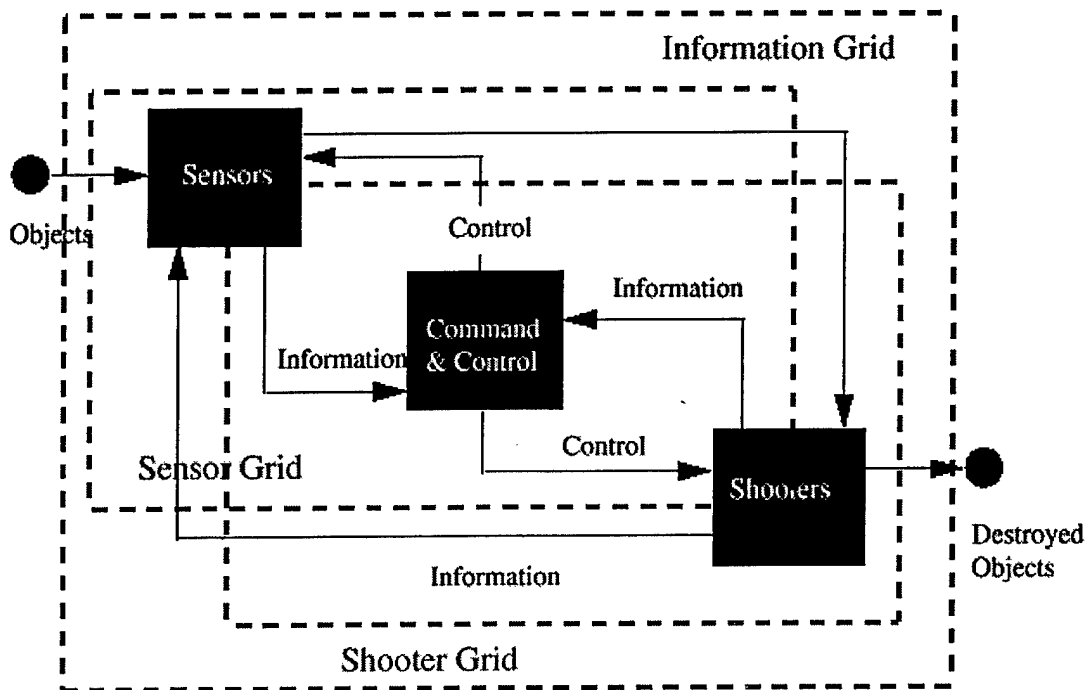 Information Grid
Sensors
Objects
Control
Information
Command
& Control
Information
Control
Sensor Grid
Shooters
Destroyed
Objects
Information
Shooter Grid